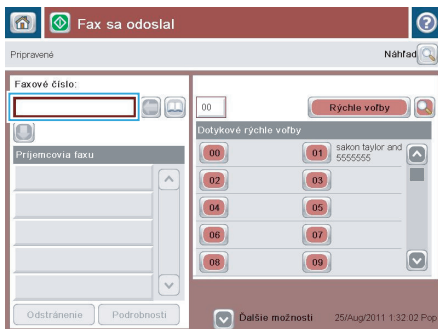 Fax sa odoslal
Pripravené
Náhľad
Faxové číslo:
00
Rýchle voľby
Dotykové rýchle voľby
Príjemcovia faxu
00
01
sakon taylor and
5555555
02
03
04
05
06
07
08
09
Odstránenie
Podrobnosti
Ďalšie možnosti
25/Aug/2011 1:32:02 Pop